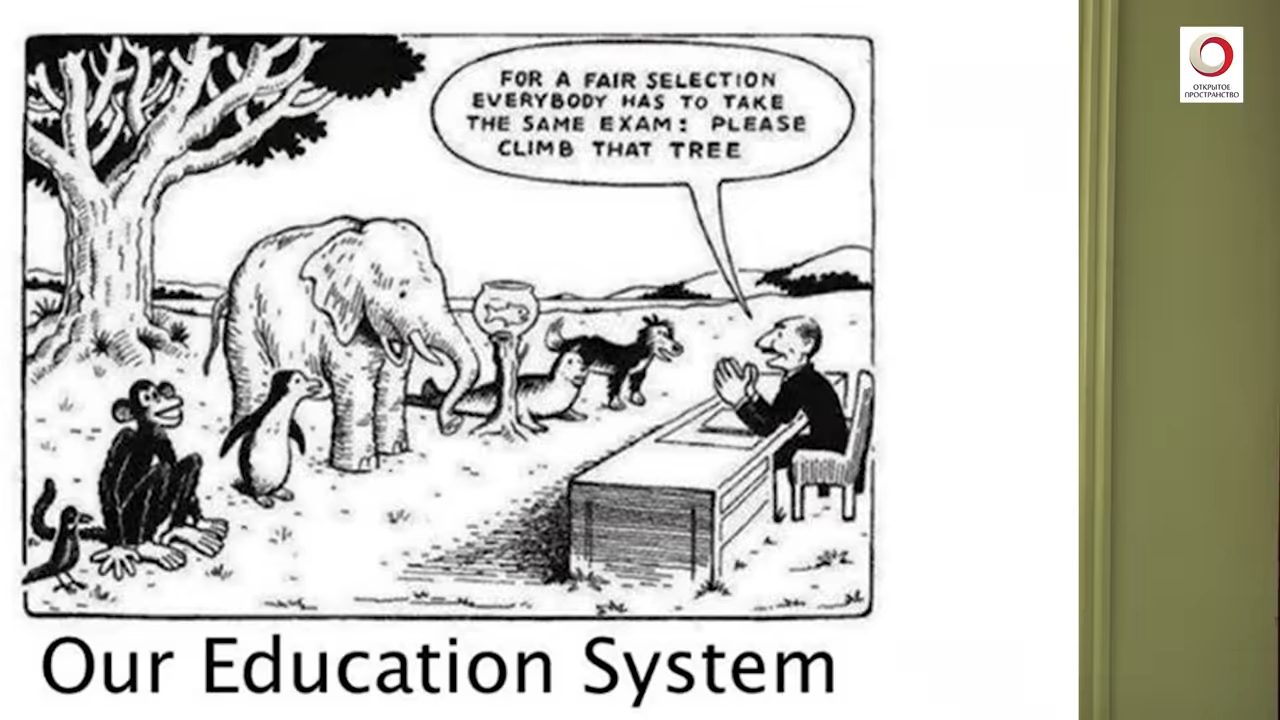 FOR A FAIR SELECTION
EVERYBODY HAS TO TAKE
THE SAME EXAM: PLEASE
CLIMB THAT TREE
Our Education System
ОТКРЫТОЕ
ПРОСТРАНСТВО